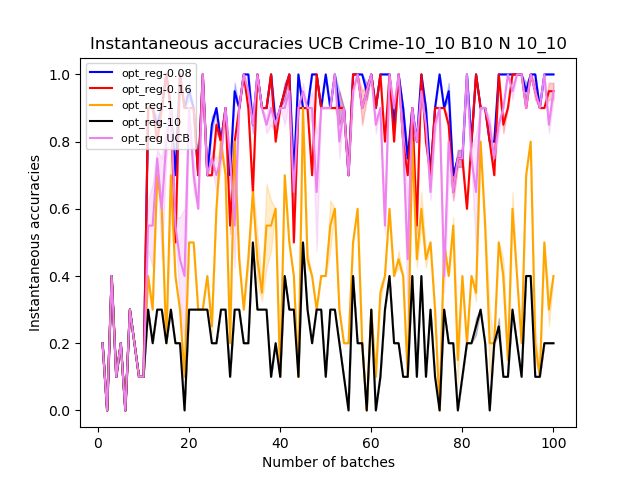 Instantaneous accuracies UCB Crime-10_10 B10 N 10_10
opt_reg-0.08
opt_reg-0.16
opt_reg-1
opt_reg-10
opt_reg UCB
Instantaneous accuracies
1.0
0.8
0.6
0.4
0.2
0.0
0 20 40 60 80 100
Number of batches